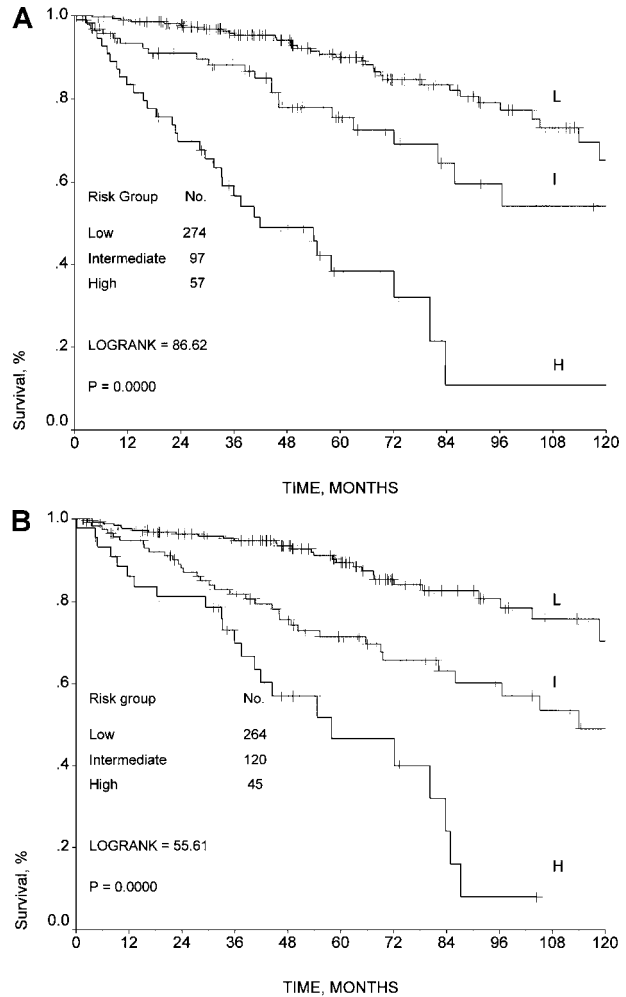 A
1.0
.8
.6
.4
.2
0.0
Survival, %
L
I
H
Risk Group No.
Low 274
Intermediate 97
High 57
LOGRANK = 86.62
P = 0.0000
0 12 24 36 48 60 72 84 96 108 120
TIME, MONTHS
B
1.0
.8
.6
.4
.2
0.0
Survival, %
L
I
H
Risk group No.
Low 264
Intermediate 120
High 45
LOGRANK = 55.61
P = 0.0000
0 12 24 36 48 60 72 84 96 108 120
TIME, MONTHS